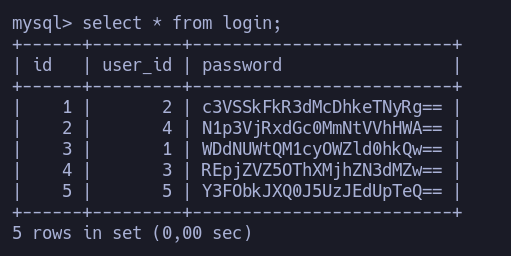 mysql> select * from login;
+------+---------+--------------------------+
| id   | user_id | password                 |
+------+---------+--------------------------+
|    1 |       2 | c3VSSkFkR3dMcDhkeTNyRg== |
|    2 |       4 | N1p3VjRxdGc0MmNtVVhHWA== |
|    3 |       1 | WDdNUWtQM1cyOWZld0hkQw== |
|    4 |       3 | REpjZVZ5OThXMjhZN3dMZw== |
|    5 |       5 | Y3FObkJXQ0J5UzJEdUpTeQ== |
+------+---------+--------------------------+
5 rows in set (0,00 sec)